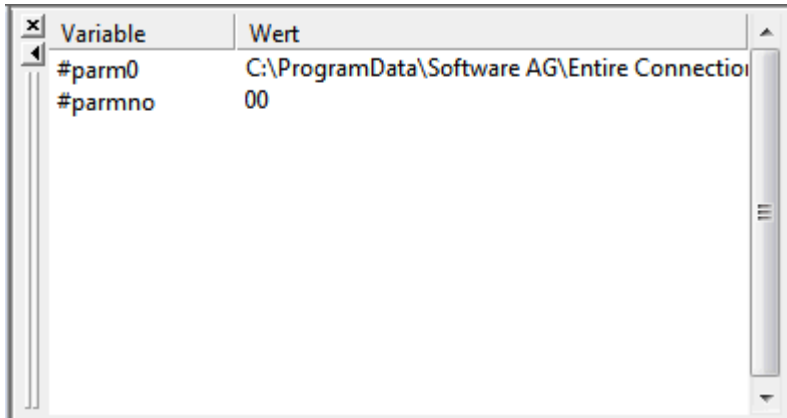 Variable Wert
#parm0 C:\ProgramData\Software AG\Entire Connection
#parmno 00